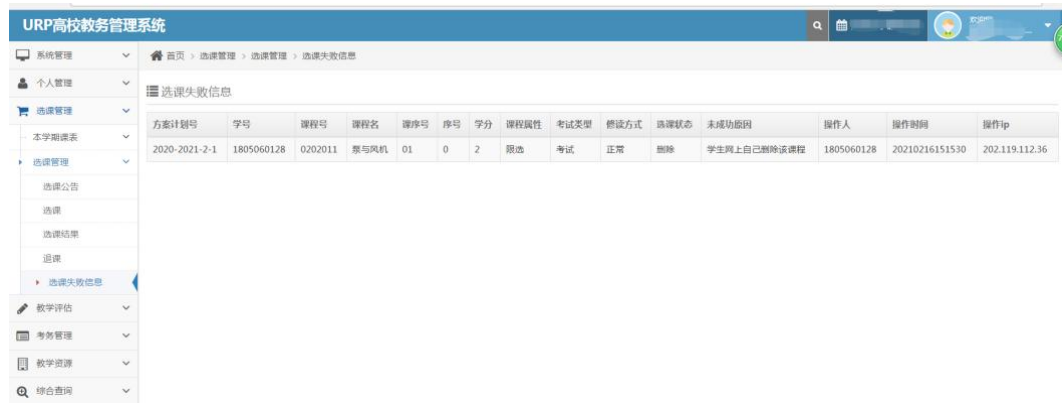 URP高校教务管理系统
系统管理
首页 > 选课管理 > 选课管理 > 选课失败信息
个人管理
选课失败信息
选课管理
方案计划号 学号 课程号 课程名 课序号 序号 学分 课程属性 考试类型 修读方式 选课状态 未成功原因 操作人 操作时间 操作ip
本学期课表
2020-2021-2-1 1805060128 0202011 泵与风机 01 0 2 限选 考试 正常 删除 学生网上自己删除该课程 1805060128 20210216151530 202.119.112.36
选课管理
选课公告
选课
选课结果
退课
选课失败信息
教学评估
考务管理
教学资源
综合查询